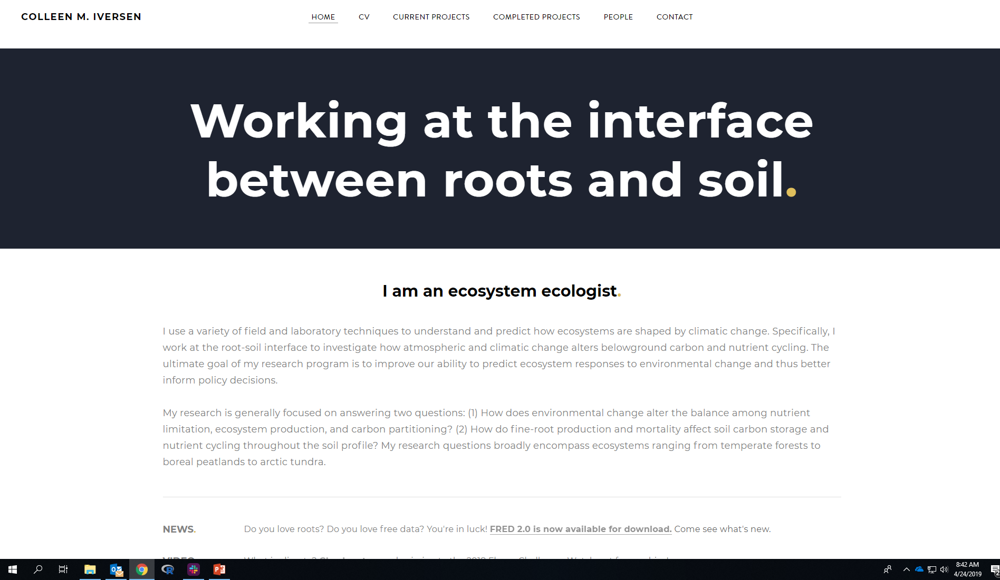 COLLEEN M. IVERSEN
HOME CV CURRENT PROJECTS COMPLETED PROJECTS PEOPLE CONTACT
Working at the interface
between roots and soil.
I am an ecosystem ecologist.
I use a variety of field and laboratory techniques to understand and predict how ecosystems are shaped by climatic change. Specifically, I
work at the root-soil interface to investigate how atmospheric and climatic change alters belowground carbon and nutrient cycling. The
ultimate goal of my research program is to improve our ability to predict ecosystem responses to environmental change and thus better
inform policy decisions.
My research is generally focused on answering two questions: (1) How does environmental change alter the balance among nutrient
limitation, ecosystem production, and carbon partitioning? (2) How do fine-root production and mortality affect soil carbon storage and
nutrient cycling throughout the soil profile? My research questions broadly encompass ecosystems ranging from temperate forests to
boreal peatlands to arctic tundra.
NEWS. Do you love roots? Do you love free data? You're in luck! FRED 2.0 is now available for download. Come see what's new.
VIDEO
8:42 AM
4/24/2019
2